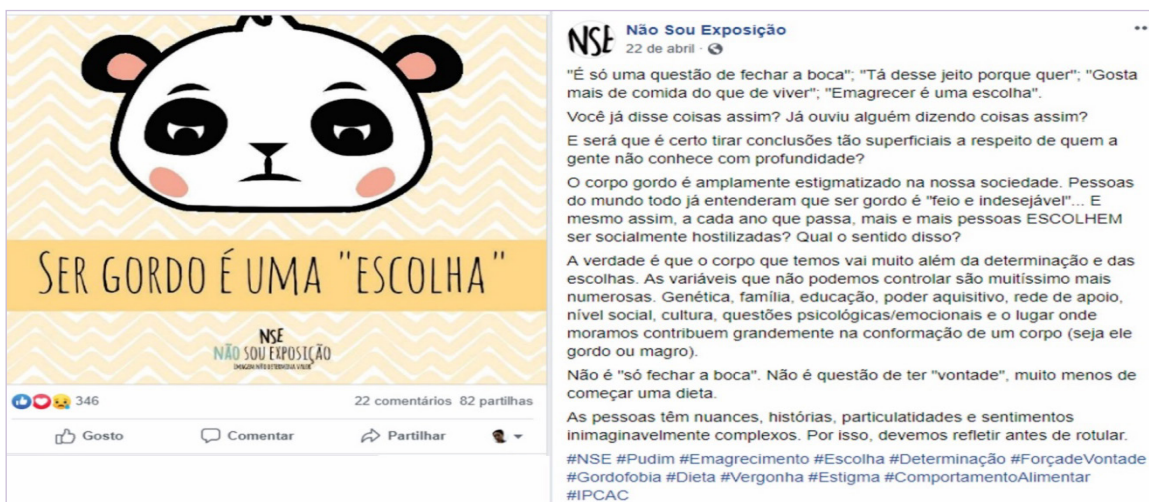 SER GORDO É UMA "ESCOLHA"
NSE
NÃO SOU EXPOSIÇÃO
IMAGEM NÃO DETERMINA VALOR
346
22 comentários 82 partilhas
Gosto
Comentar
Partilhar
NSE
Não Sou Exposição
22 de abril ·
"É só uma questão de fechar a boca"; "Tá desse jeito porque quer"; "Gosta
mais de comida do que de viver"; "Emagrecer é uma escolha".
Você já disse coisas assim? Já ouviu alguém dizendo coisas assim?
E será que é certo tirar conclusões tão superficiais a respeito de quem a
gente não conhece com profundidade?
O corpo gordo é amplamente estigmatizado na nossa sociedade. Pessoas
do mundo todo já entenderam que ser gordo é "feio e indesejável"... E
mesmo assim, a cada ano que passa, mais e mais pessoas ESCOLHEM
ser socialmente hostilizadas? Qual o sentido disso?
A verdade é que o corpo que temos vai muito além da determinação e das
escolhas. As variáveis que não podemos controlar são muitíssimo mais
numerosas. Genética, família, educação, poder aquisitivo, rede de apoio,
nível social, cultura, questões psicológicas/emocionais e o lugar onde
moramos contribuem grandemente na conformação de um corpo (seja ele
gordo ou magro).
Não é "só fechar a boca". Não é questão de ter "vontade", muito menos de
começar uma dieta.
As pessoas têm nuances, histórias, particulatidades e sentimentos
inimaginavelmente complexos. Por isso, devemos refletir antes de rotular.
#NSE #Pudim #Emagrecimento #Escolha #Determinação #ForçadeVontade
#Gordofobia #Dieta #Vergonha #Estigma #ComportamentoAlimentar
#IPCAC